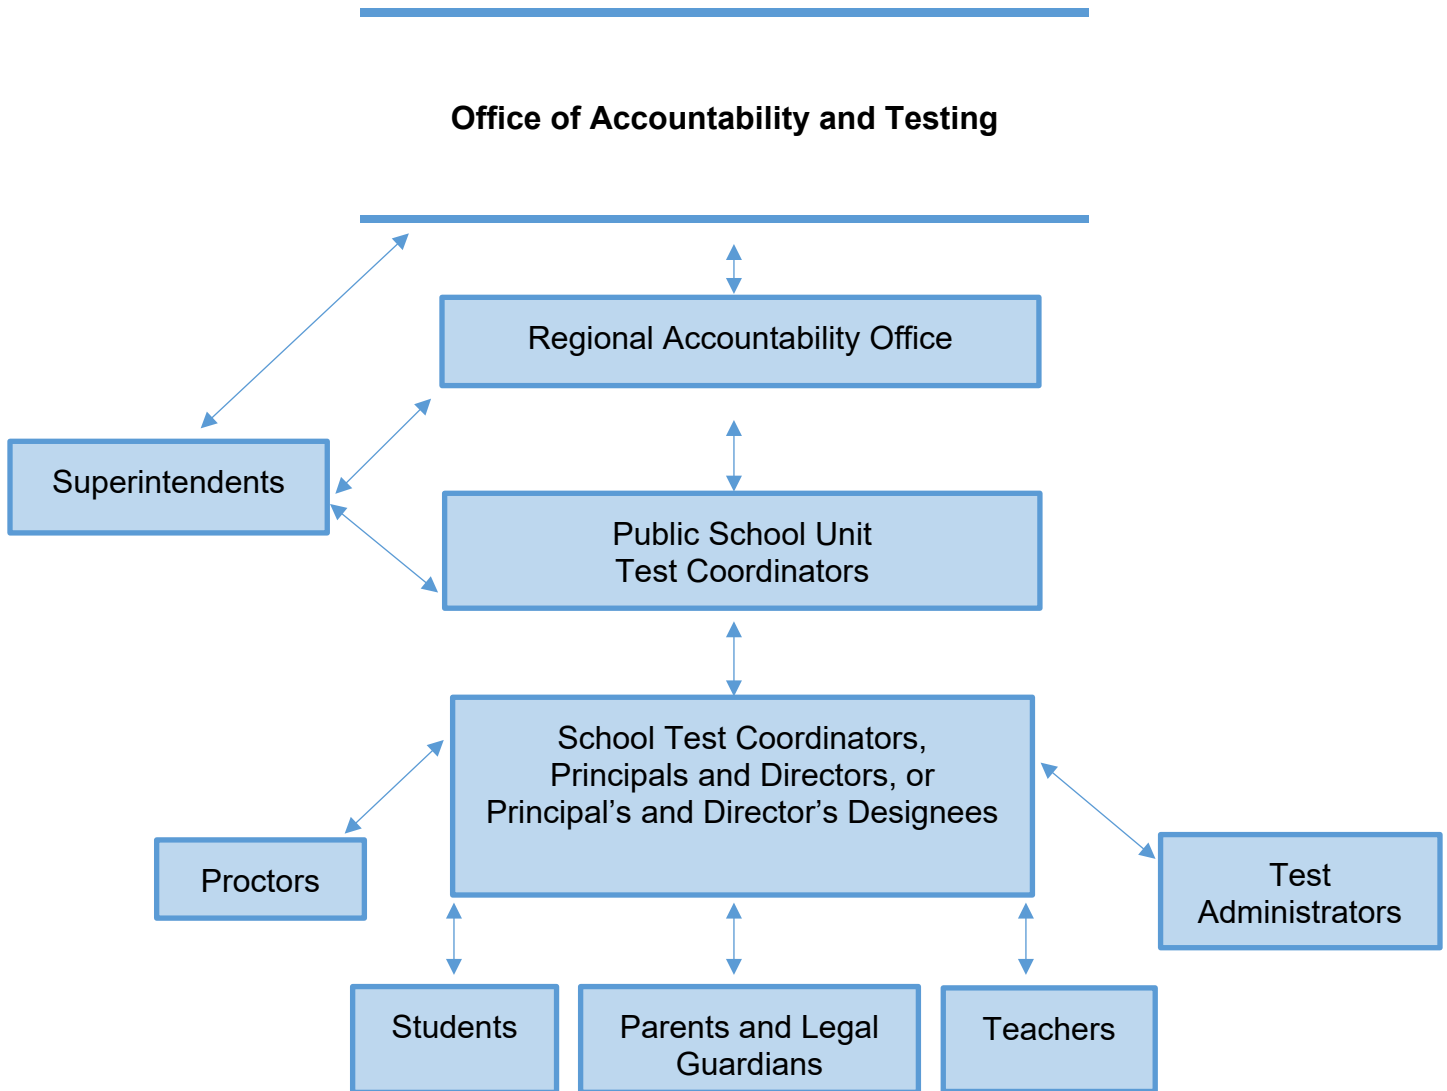 Office of Accountability and Testing
Regional Accountability Office
Superintendents
Public School Unit
Test Coordinators
School Test Coordinators,
Principals and Directors, or
Principal’s and Director’s Designees
Proctors
Test
Administrators
Students
Parents and Legal
Guardians
Teachers